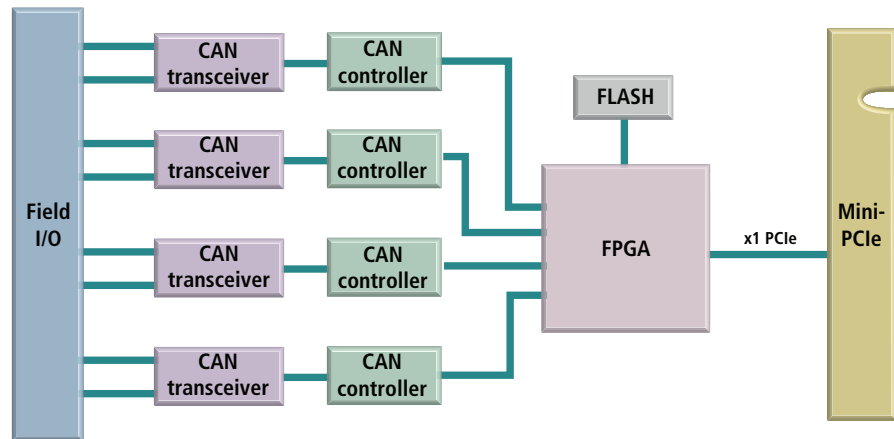 CAN
transceiver
CAN
controller
FLASH
CAN
transceiver
CAN
controller
Field
I/O
FPGA
x1 PCIe
Mini-
PCIe
CAN
transceiver
CAN
controller
CAN
transceiver
CAN
controller